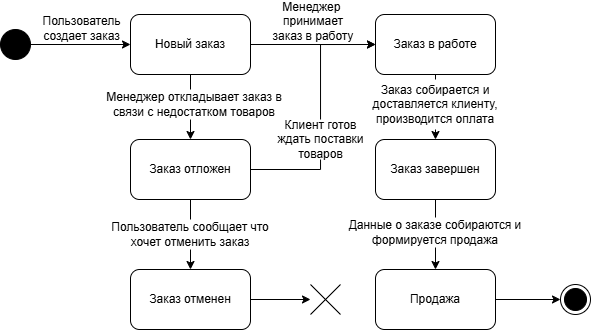 Пользователь
создает заказ
Новый заказ
Менеджер
принимает
заказ в работу
Заказ в работе
Менеджер откладывает заказ в
связи с недостатком товаров
Заказ собирается и
доставляется клиенту,
производится оплата
Клиент готов
ждать поставки
товаров
Заказ отложен
Заказ завершен
Пользователь сообщает что
хочет отменить заказ
Данные о заказе собираются и
формируется продажа
Заказ отменен
Продажа